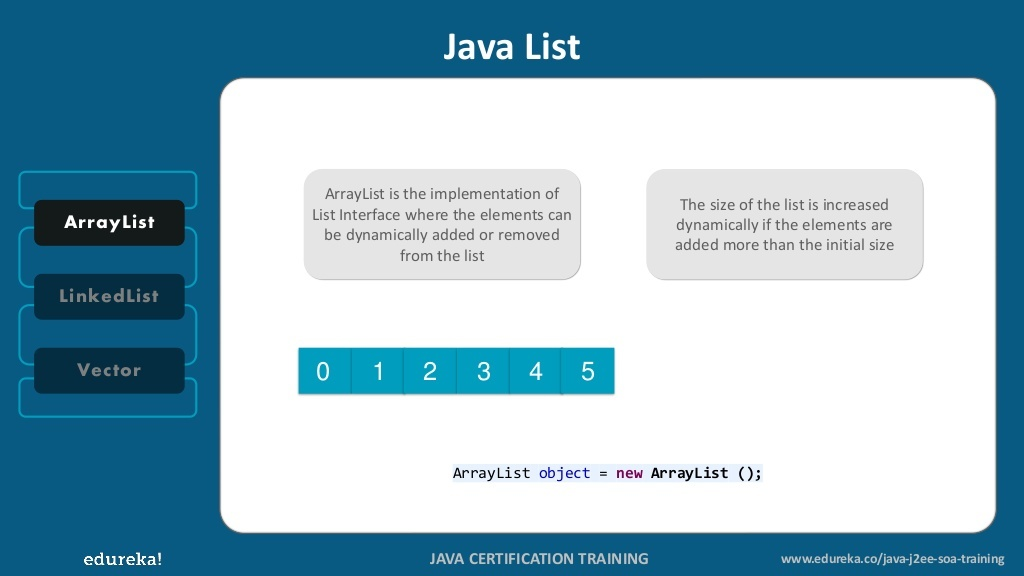 Java List
ArrayList
LinkedList
Vector
ArrayList is the implementation of
List Interface where the elements can
be dynamically added or removed
from the list
The size of the list is increased
dynamically if the elements are
added more than the initial size
0 1 2 3 4 5
ArrayList object = new ArrayList ();
edureka!
JAVA CERTIFICATION TRAINING
www.edureka.co/java-j2ee-soa-training